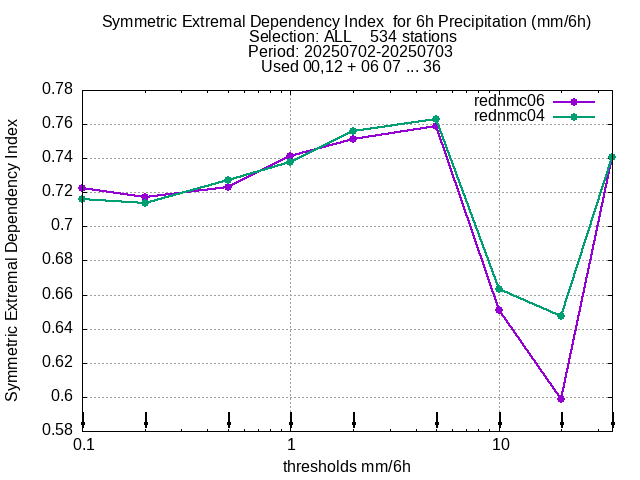 Symmetric Extremal Dependency Index  for 6h Precipitation (mm/6h)
Selection: ALL    534 stations
Period: 20250702-20250703
Used 00,12 + 06 07 ... 36
rednmc06
rednmc04
Symmetric Extremal Dependency Index
0.78
0.76
0.74
0.72
0.7
0.68
0.66
0.64
0.62
0.6
0.58
0.1 1 10
thresholds mm/6h